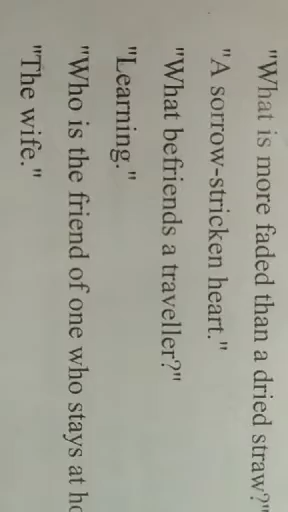 "What is more faded than a dried straw?"
"A sorrow-stricken heart."
"What befriends a traveller?"
"Learning."
"Who is the friend of one who stays at
"The wife."